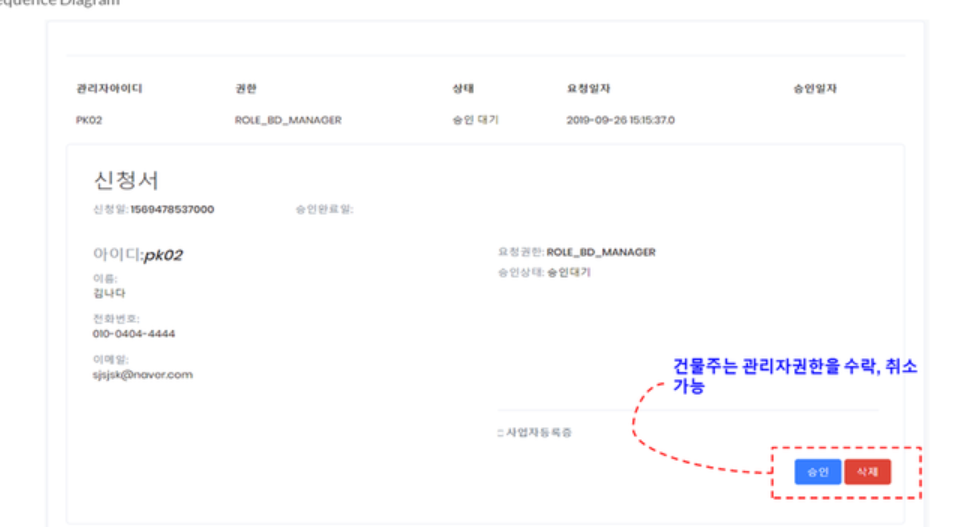 equence Diagram
관리자아이디 권한 상태 요청일자 승인일자
PK02 ROLE_BD_MANAGER 승인 대기 2019-09-26 15:15:37.0
신청서
신청일: 1569478537000 승인완료일:
아이디:pk02 요청권한: ROLE_BD_MANAGER
이름: 승인상태: 승인대기
김나다
전화번호:
010-0404-4444
이메일:
sjsjsk@naver.com
건물주는 관리자권한을 수락, 취소
가능
사업자등록증
승인 삭제